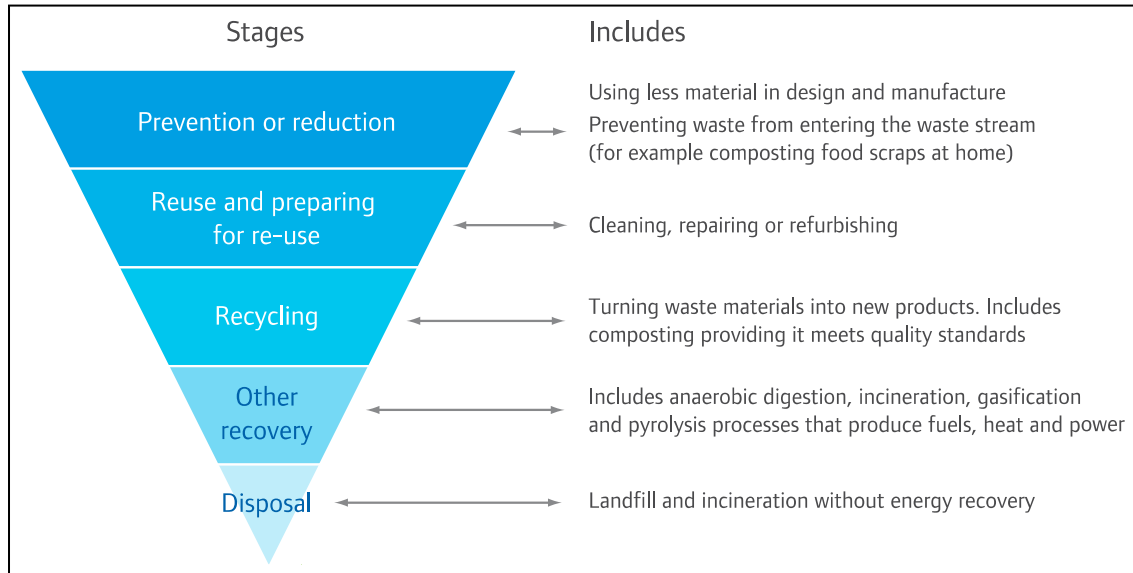 Stages
Includes
Prevention or reduction
Using less material in design and manufacture
Preventing waste from entering the waste stream
(for example composting food scraps at home)
Reuse and preparing
for re-use
Cleaning, repairing or refurbishing
Recycling
Turning waste materials into new products. Includes
composting providing it meets quality standards
Other
recovery
Includes anaerobic digestion, incineration, gasification
and pyrolysis processes that produce fuels, heat and power
Disposal
Landfill and incineration without energy recovery